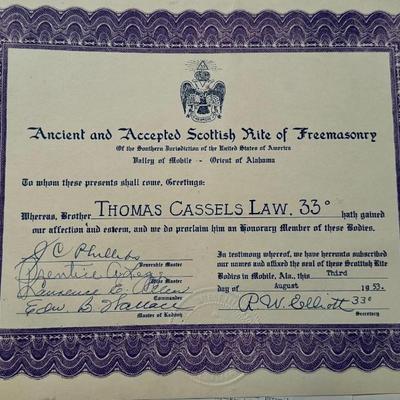 Ancient and Accepted Scottish Rite of Freemasonry
Of the Southern Jurisdiction of the United States of America
Valley of Mobile -- Orient of Alabama
To whom these presents shall come, Greetings:
Whereas, Brother THOMAS CASSELS LAW, 33° hath gained
our affection and esteem, and we do proclaim him an Honorary Member of these Bodies.
J C Phillips
Venerable Master
Prentice
Wise Master
Lawrence E.
Commander
Edw B. Wallace
Master of Kadosh
In testimony whereof, we have hereunto subscribed
our names and affixed the seal of these Scottish Rite
Bodies in Mobile, Ala., this Third
day of August 1953.
R. W. Elliott 33°
Secretary